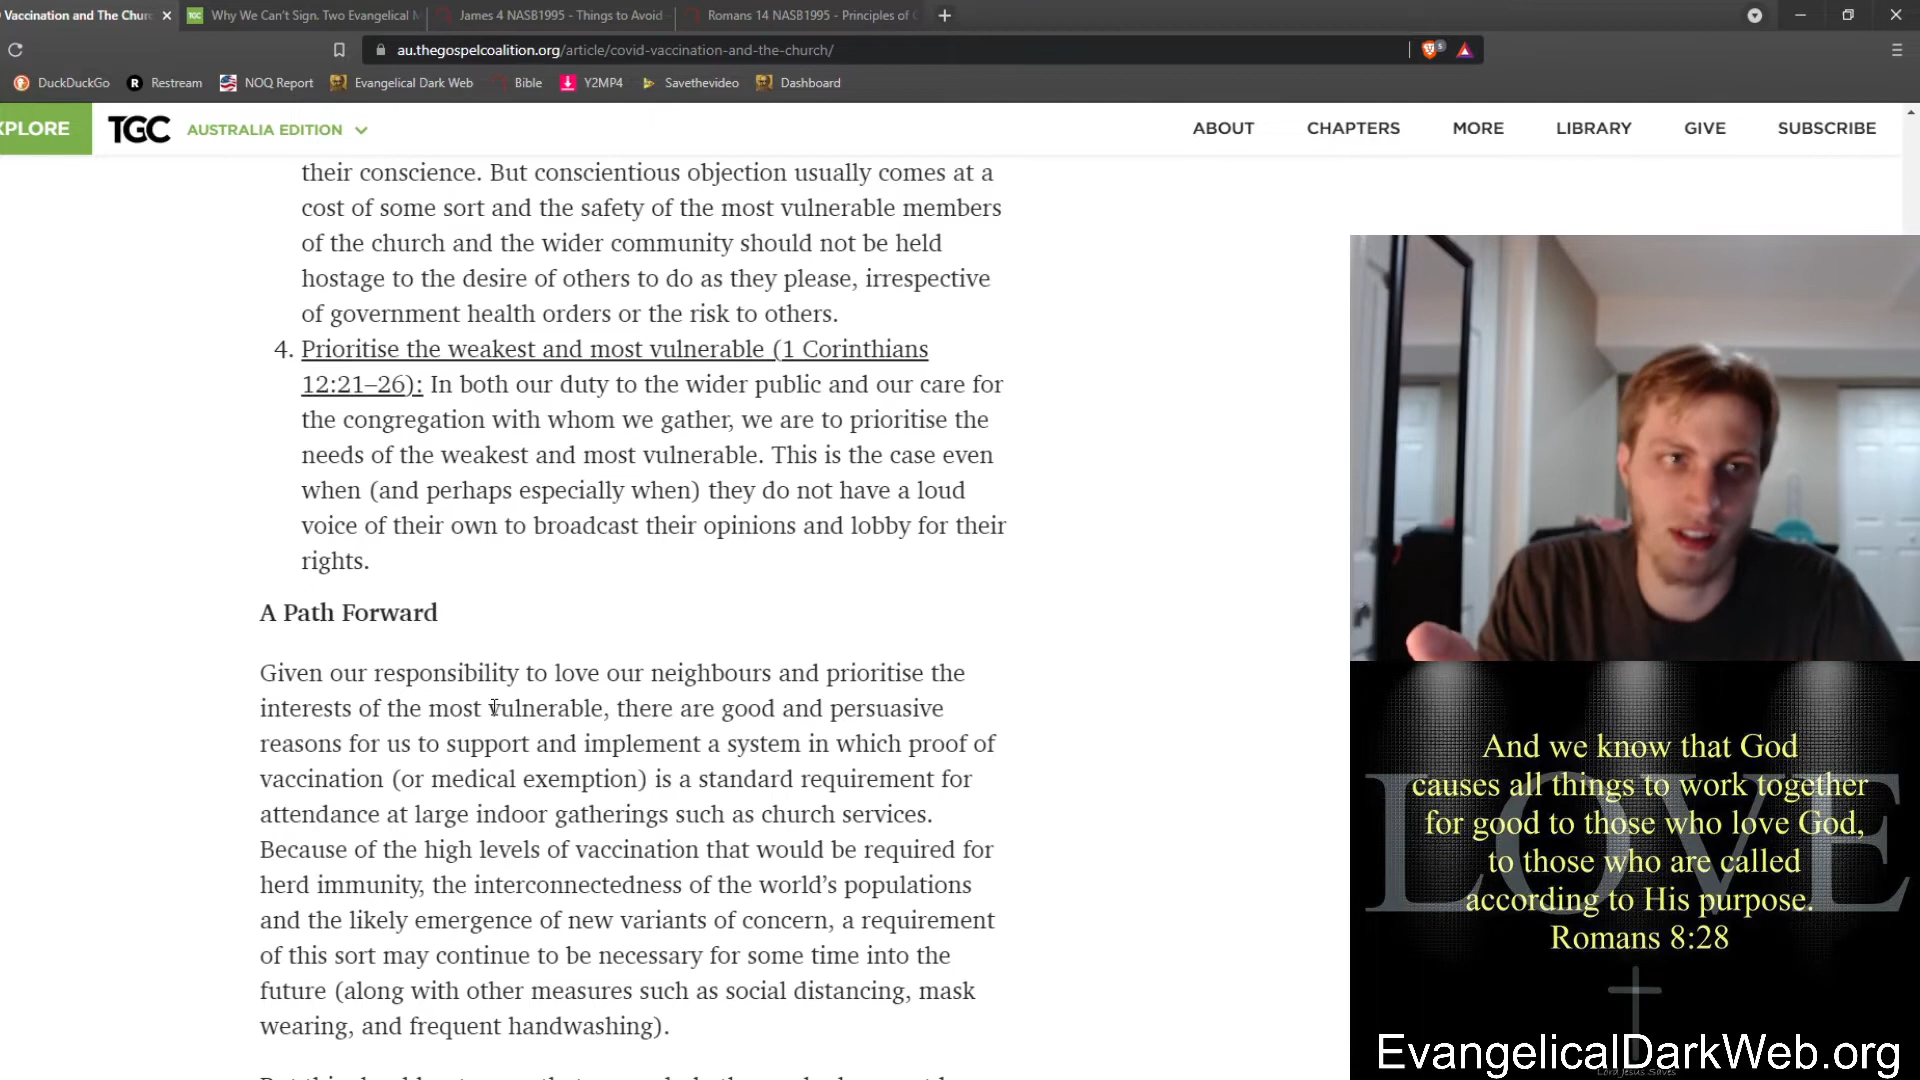 Vaccination and The Churc
Why We Can't Sign. Two Evangelical
James 4 NASB1995 - Things to Avoid
Romans 14 NASB1995 - Principles of
au.thegospelcoalition.org/article/covid-vaccination-and-the-church/
DuckDuckGo
Restream
NOQ Report
Evangelical Dark Web
Bible
Y2MP4
Savethevideo
Dashboard
XPLORE
TGC
AUSTRALIA EDITION
ABOUT
CHAPTERS
MORE
LIBRARY
GIVE
SUBSCRIBE
their conscience. But conscientious objection usually comes at a
cost of some sort and the safety of the most vulnerable members
of the church and the wider community should not be held
hostage to the desire of others to do as they please, irrespective
of government health orders or the risk to others.
4. Prioritise the weakest and most vulnerable (1 Corinthians
12:21–26): In both our duty to the wider public and our care for
the congregation with whom we gather, we are to prioritise the
needs of the weakest and most vulnerable. This is the case even
when (and perhaps especially when) they do not have a loud
voice of their own to broadcast their opinions and lobby for their
rights.
A Path Forward
Given our responsibility to love our neighbours and prioritise the
interests of the most vulnerable, there are good and persuasive
reasons for us to support and implement a system in which proof of
vaccination (or medical exemption) is a standard requirement for
attendance at large indoor gatherings such as church services.
Because of the high levels of vaccination that would be required for
herd immunity, the interconnectedness of the world's populations
and the likely emergence of new variants of concern, a requirement
of this sort may continue to be necessary for some time into the
future (along with other measures such as social distancing, mask
wearing, and frequent handwashing).
LOVE
And we know that God
causes all things to work together
for good to those who love God,
to those who are called
according to His purpose.
Romans 8:28
EvangelicalDarkWeb.org
Lord Jesus Saves